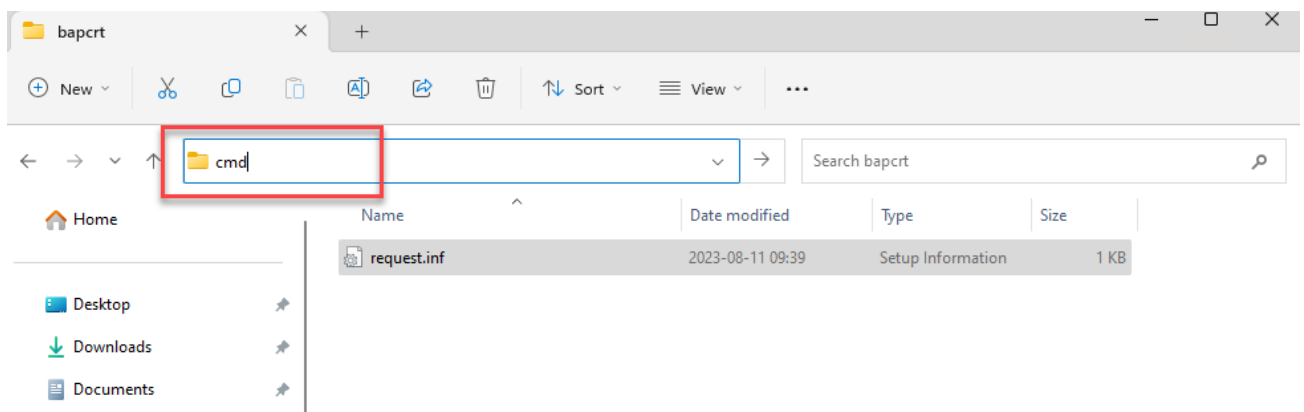 bapcrt
New
Sort
View
cmd
Search bapcrt
Home
Name Date modified Type Size
request.inf 2023-08-11 09:39 Setup Information 1 KB
Desktop
Downloads
Documents